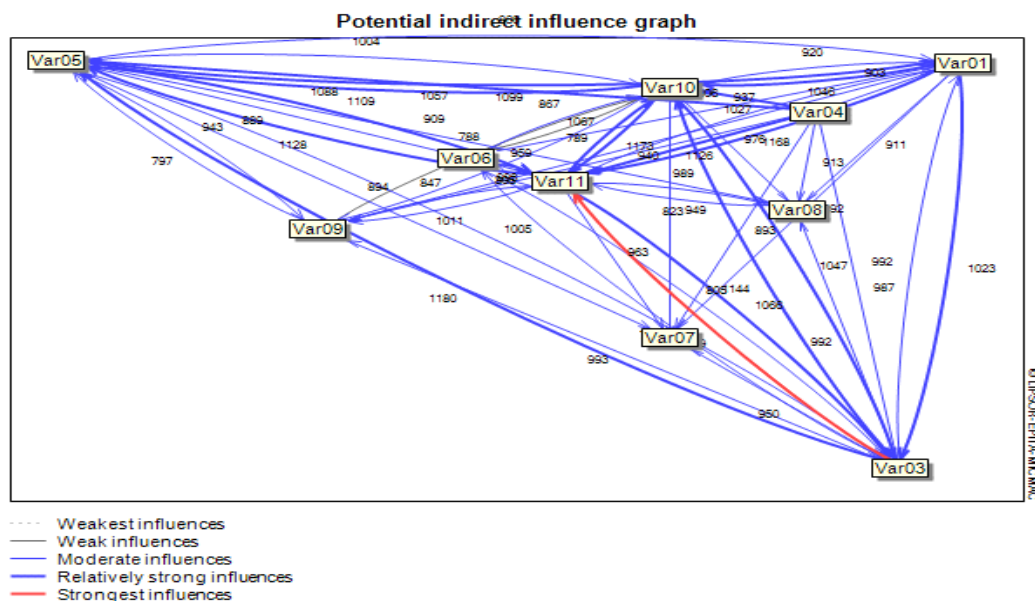 Potential indirect influence graph
1004
920
Var05
Var01
903
Var10
1088
1109
1057
1099
867
937
1046
1027
Var04
943
889
909
788
1067
789
976
1168
911
1128
959
1173
940
1126
913
797
Var06
Var11
989
894
847
Var08
Var09
1011
1005
823
949
893
963
1047
992
1023
987
1180
1144
1066
993
Var07
992
950
Var03
© LIPSOR-EPITA-MICMAC
Weakest influences
Weak influences
Moderate influences
Relatively strong influences
Strongest influences